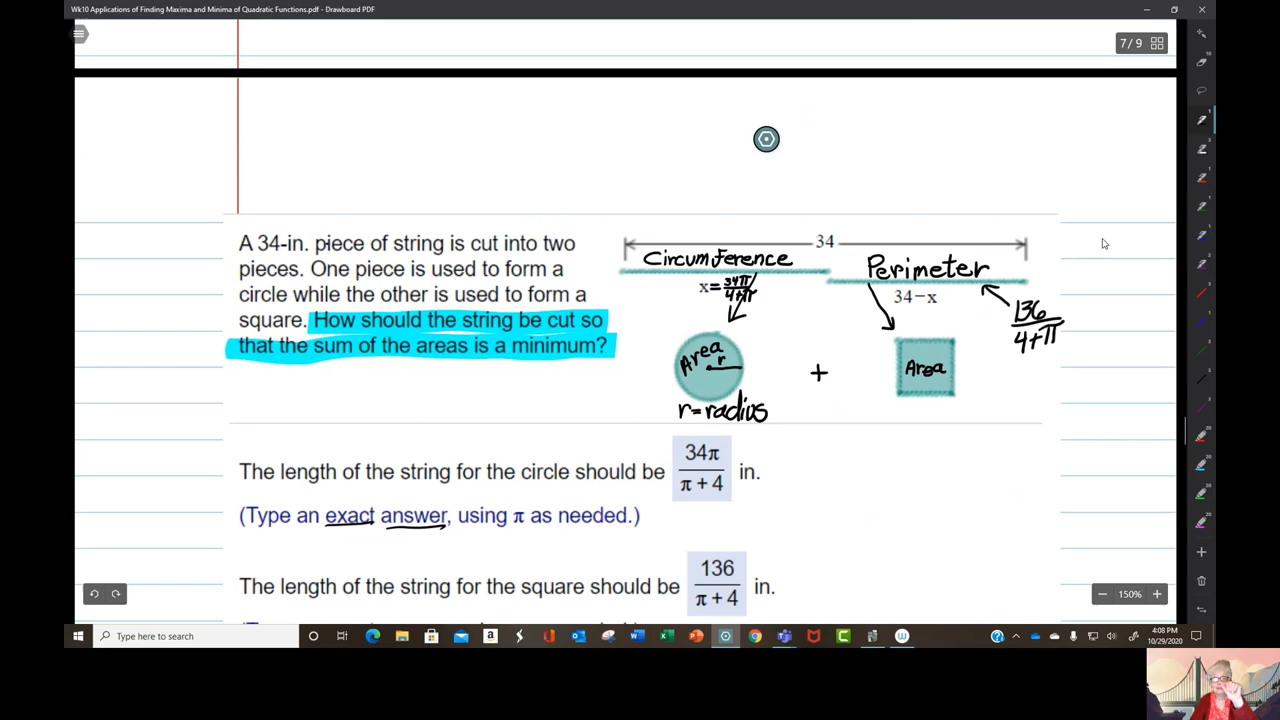 Wk10 Applications of Finding Maxima and Minima of Quadratic Functions.pdf - Drawboard PDF
7 / 9
A 34-in. piece of string is cut into two
pieces. One piece is used to form a
circle while the other is used to form a
square. How should the string be cut so
that the sum of the areas is a minimum?
34
Circumference
Perimeter
x = 34π / 4+π
34 − x
136 / 4+π
Area
r
+
Area
r = radius
The length of the string for the circle should be 34π / π + 4 in.
(Type an exact answer, using π as needed.)
The length of the string for the square should be 136 / π + 4 in.
150%
Type here to search
4:08 PM
10/29/2020